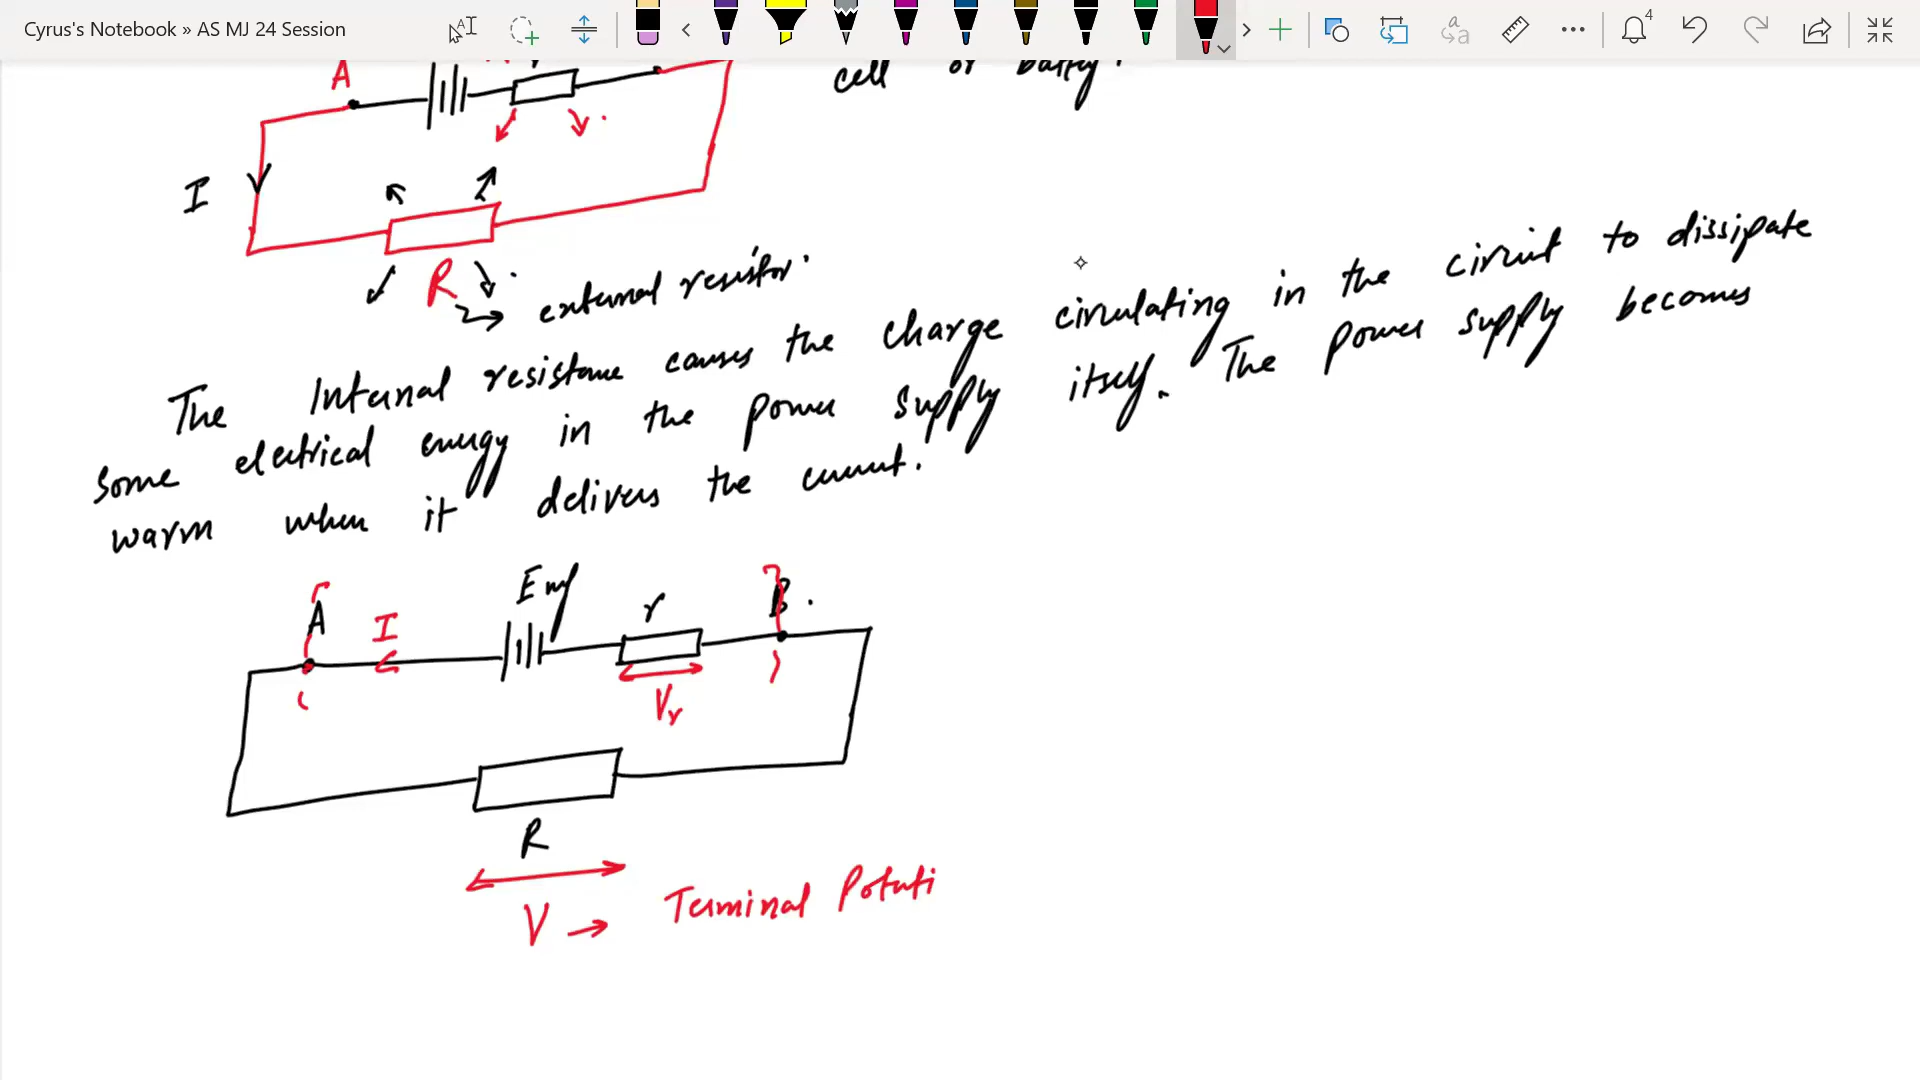 Cyrus's Notebook » AS MJ 24 Session
4
A
cell or battery.
I
R
external resistor.
The Internal resistance causes the charge circulating in the circuit to dissipate
some electrical energy in the power supply itself. The power supply becomes
warm when it delivers the current.
A I Emf r B.
Vr
R
V → Terminal Potenti